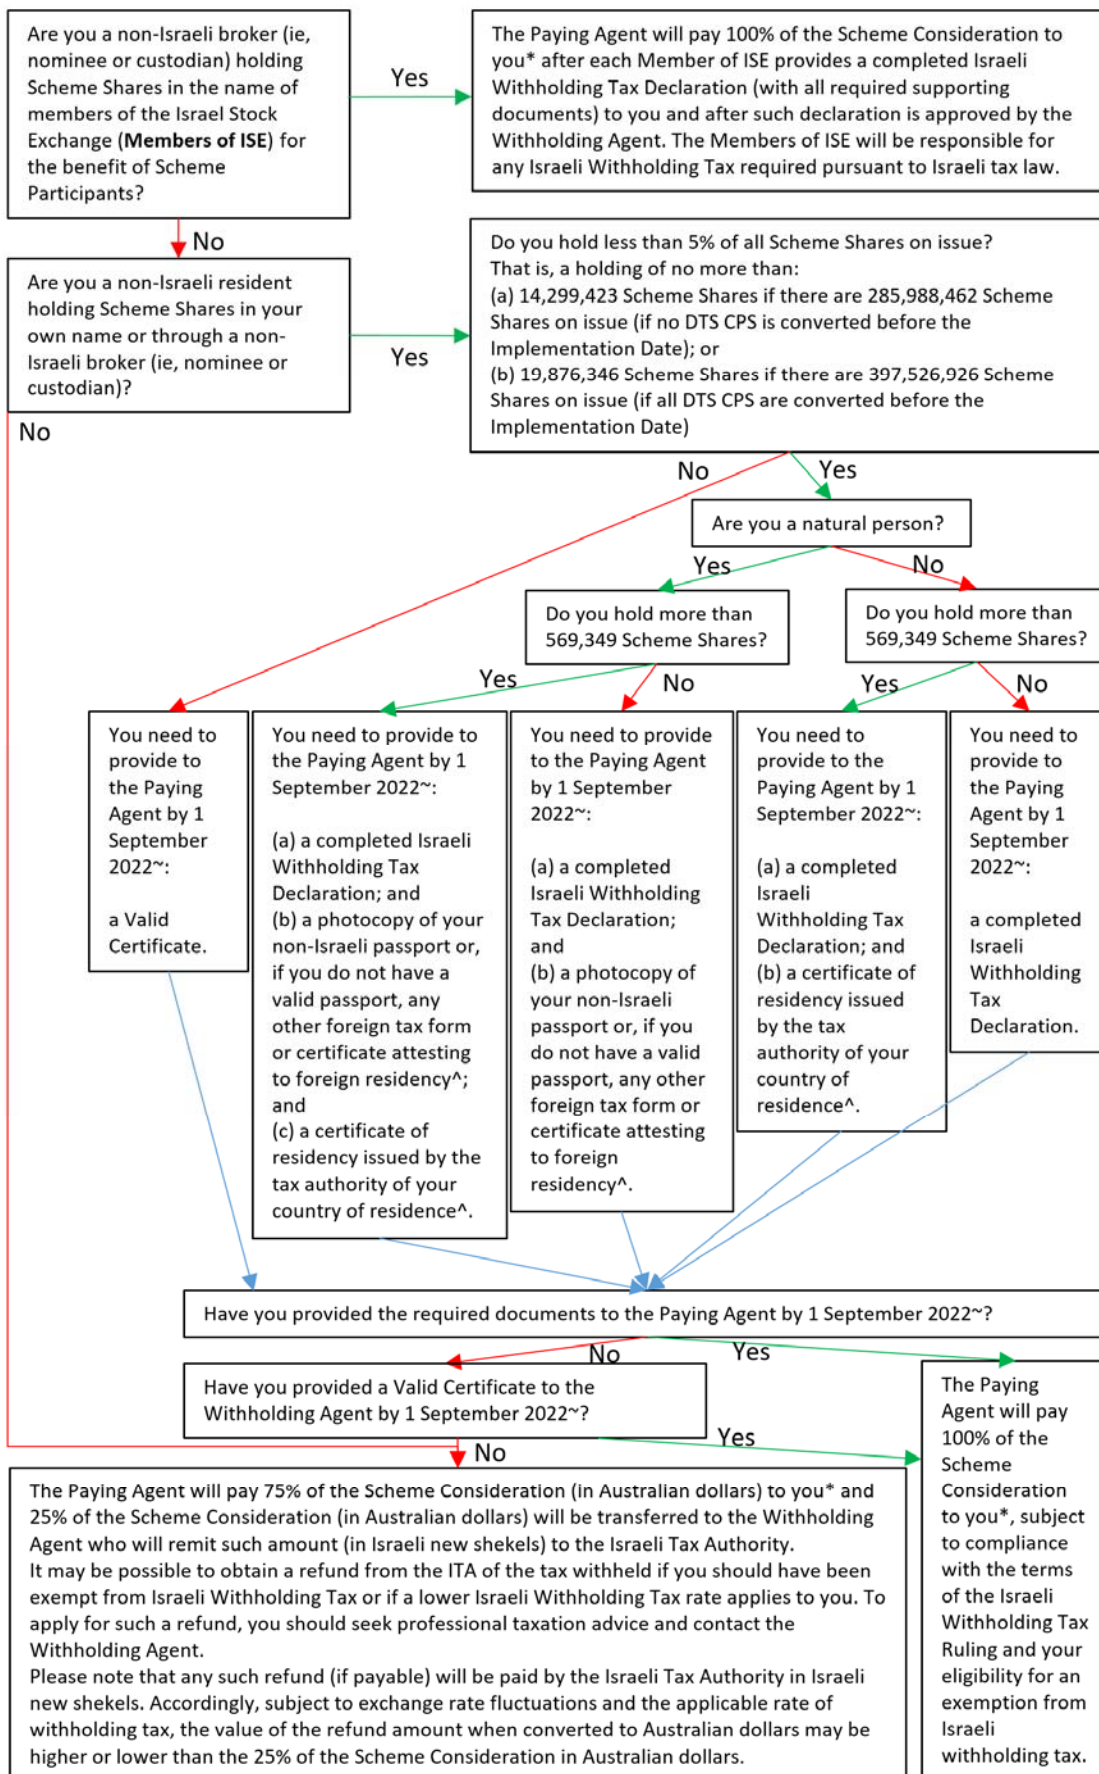 Are you a non-Israeli broker (ie,
nominee or custodian) holding
Scheme Shares in the name of
members of the Israel Stock
Exchange (Members of ISE) for
the benefit of Scheme
Participants?
Yes
The Paying Agent will pay 100% of the Scheme Consideration to
you* after each Member of ISE provides a completed Israeli
Withholding Tax Declaration (with all required supporting
documents) to you and after such declaration is approved by the
Withholding Agent. The Members of ISE will be responsible for
any Israeli Withholding Tax required pursuant to Israeli tax law.
No
Are you a non-Israeli resident
holding Scheme Shares in your
own name or through a non-
Israeli broker (ie, nominee or
custodian)?
Yes
No
Do you hold less than 5% of all Scheme Shares on issue?
That is, a holding of no more than:
(a) 14,299,423 Scheme Shares if there are 285,988,462 Scheme
Shares on issue (if no DTS CPS is converted before the
Implementation Date); or
(b) 19,876,346 Scheme Shares if there are 397,526,926 Scheme
Shares on issue (if all DTS CPS are converted before the
Implementation Date)
No
Yes
Are you a natural person?
Yes
No
Do you hold more than
569,349 Scheme Shares?
Do you hold more than
569,349 Scheme Shares?
Yes
No
Yes
No
You need to
provide to
the Paying
Agent by 1
September
2022~:
a Valid
Certificate.
You need to provide to
the Paying Agent by 1
September 2022~:
(a) a completed Israeli
Withholding Tax
Declaration; and
(b) a photocopy of your
non-Israeli passport or,
if you do not have a
valid passport, any
other foreign tax form
or certificate attesting
to foreign residency^;
and
(c) a certificate of
residency issued by the
tax authority of your
country of residence^.
You need to provide
to the Paying Agent
by 1 September
2022~:
(a) a completed
Israeli Withholding
Tax Declaration;
and
(b) a photocopy of
your non-Israeli
passport or, if you
do not have a valid
passport, any other
foreign tax form or
certificate attesting
to foreign
residency^.
You need to
provide to the
Paying Agent by 1
September 2022~:
(a) a completed
Israeli
Withholding Tax
Declaration; and
(b) a certificate of
residency issued
by the tax
authority of your
country of
residence^.
You need to
provide to
the Paying
Agent by 1
September
2022~:
a completed
Israeli
Withholding
Tax
Declaration.
Have you provided the required documents to the Paying Agent by 1 September 2022~?
No
Yes
Have you provided a Valid Certificate to the
Withholding Agent by 1 September 2022~?
Yes
No
The Paying
Agent will pay
100% of the
Scheme
Consideration
to you*, subject
to compliance
with the terms
of the Israeli
Withholding Tax
Ruling and your
eligibility for an
exemption from
Israeli
withholding tax.
The Paying Agent will pay 75% of the Scheme Consideration (in Australian dollars) to you* and
25% of the Scheme Consideration (in Australian dollars) will be transferred to the Withholding
Agent who will remit such amount (in Israeli new shekels) to the Israeli Tax Authority.
It may be possible to obtain a refund from the ITA of the tax withheld if you should have been
exempt from Israeli Withholding Tax or if a lower Israeli Withholding Tax rate applies to you. To
apply for such a refund, you should seek professional taxation advice and contact the
Withholding Agent.
Please note that any such refund (if payable) will be paid by the Israeli Tax Authority in Israeli
new shekels. Accordingly, subject to exchange rate fluctuations and the applicable rate of
withholding tax, the value of the refund amount when converted to Australian dollars may be
higher or lower than the 25% of the Scheme Consideration in Australian dollars.